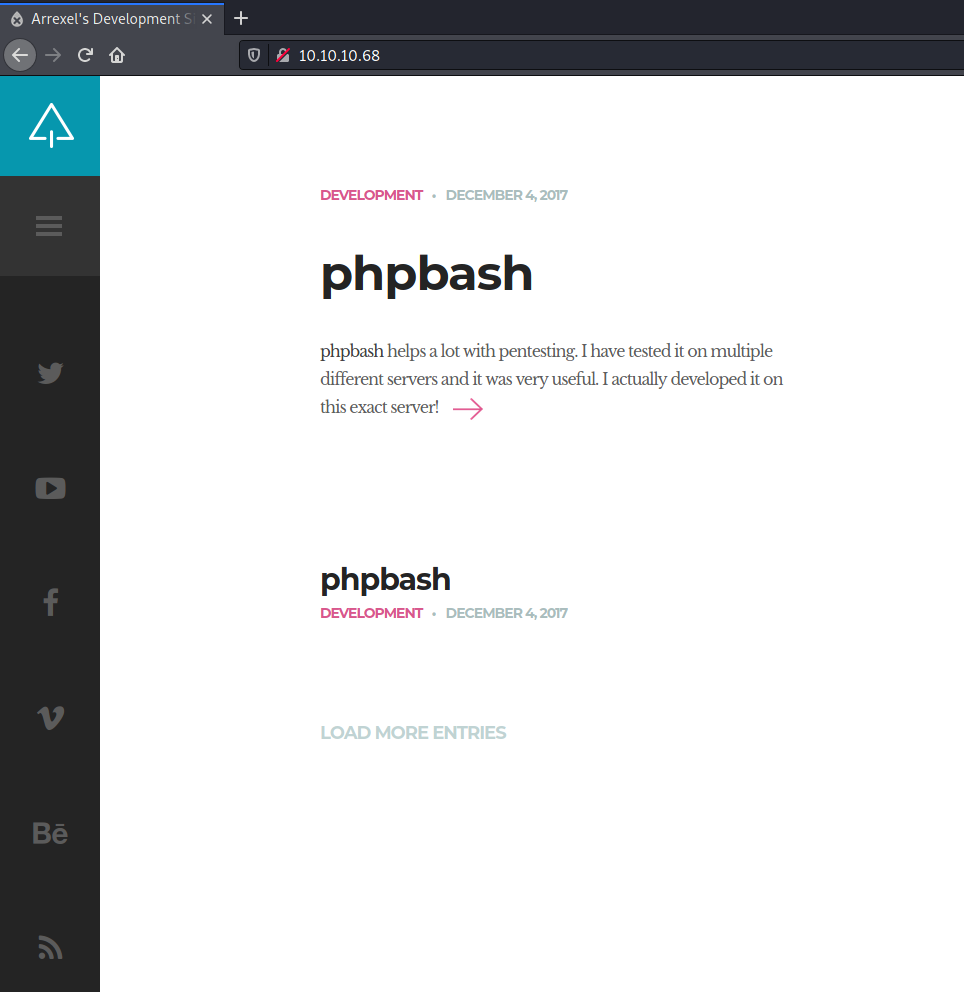 Arrexel's Development S
10.10.10.68
DEVELOPMENT • DECEMBER 4, 2017
phpbash
phpbash helps a lot with pentesting. I have tested it on multiple
different servers and it was very useful. I actually developed it on
this exact server!
phpbash
DEVELOPMENT • DECEMBER 4, 2017
LOAD MORE ENTRIES
Bē